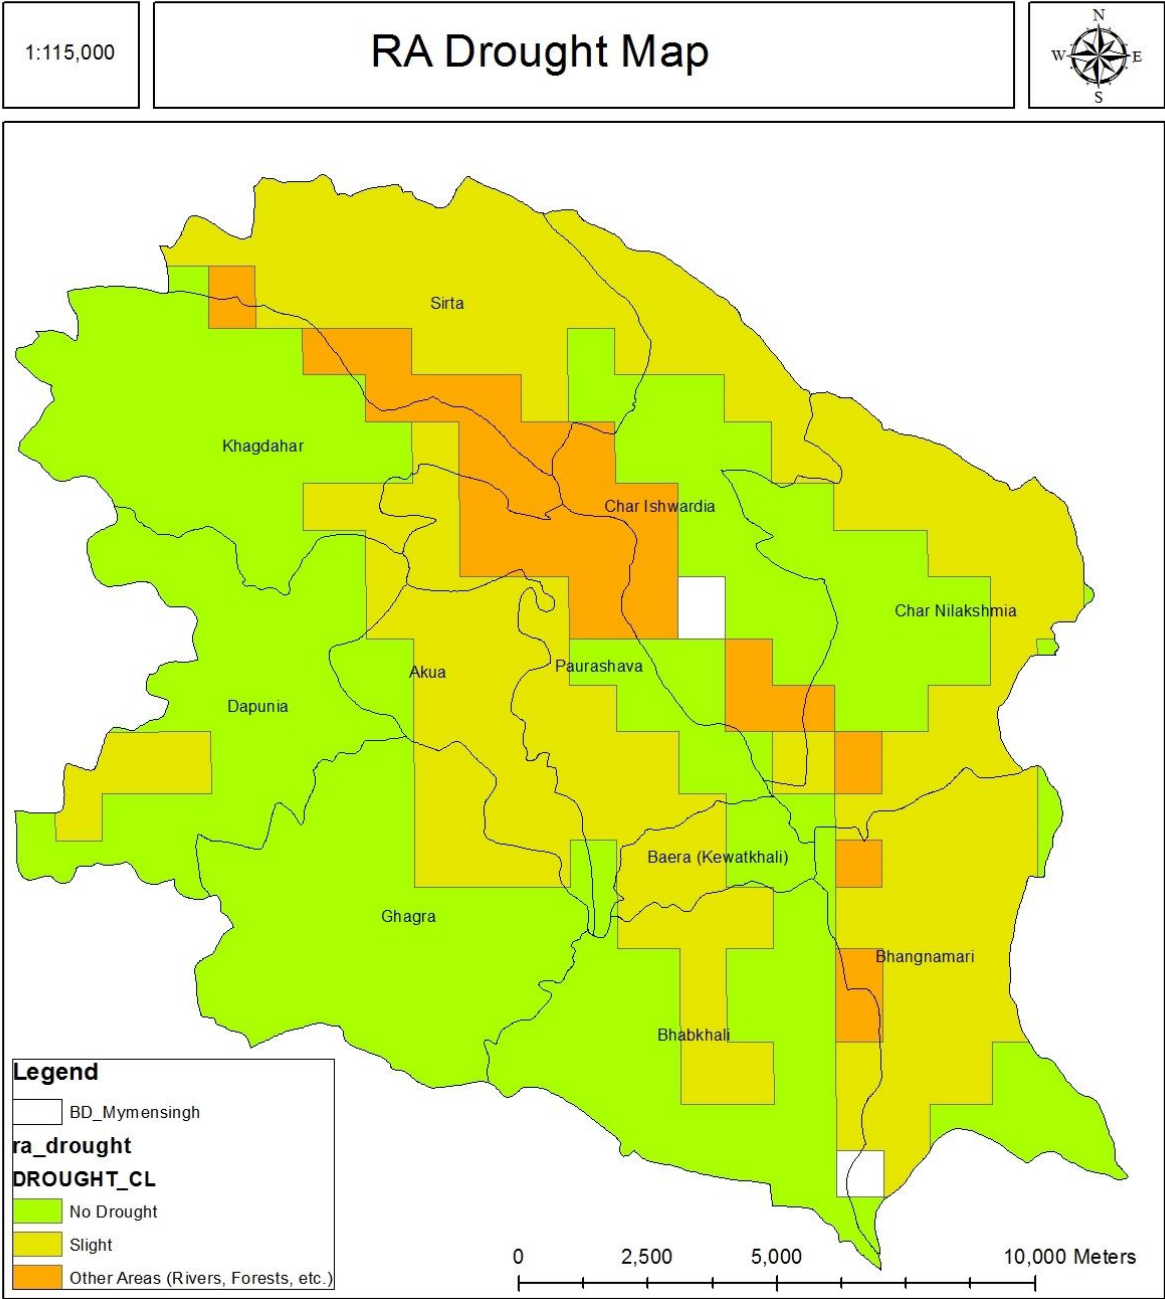 1:115,000
RA Drought Map
N
W
E
S
Sirta
Khagdahar
Char Ishwardia
Char Nilakshmia
Paurashava
Akua
Dapunia
Baera (Kewatkhali)
Ghagra
Bhangnamari
Bhabkhali
Legend
BD_Mymensingh
ra_drought
DROUGHT_CL
No Drought
Slight
Other Areas (Rivers, Forests, etc.)
0 2,500 5,000 10,000 Meters